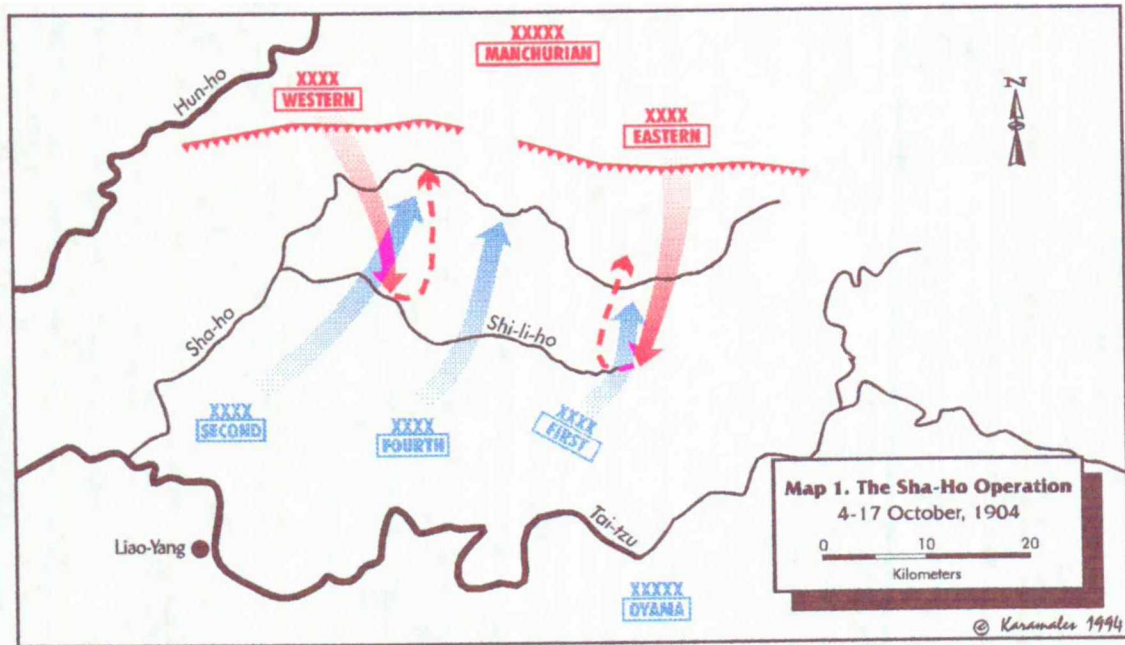 XXXXX
MANCHURIAN
XXXX
WESTERN
XXXX
EASTERN
N
Hun-ho
Sha-ho
Shi-li-ho
XXXX
SECOND
XXXX
FOURTH
XXXX
FIRST
Tai-tzu
Liao-Yang
XXXXX
OYAMA
Map 1. The Sha-Ho Operation
4-17 October, 1904
0 10 20
Kilometers
© Karamales 1994